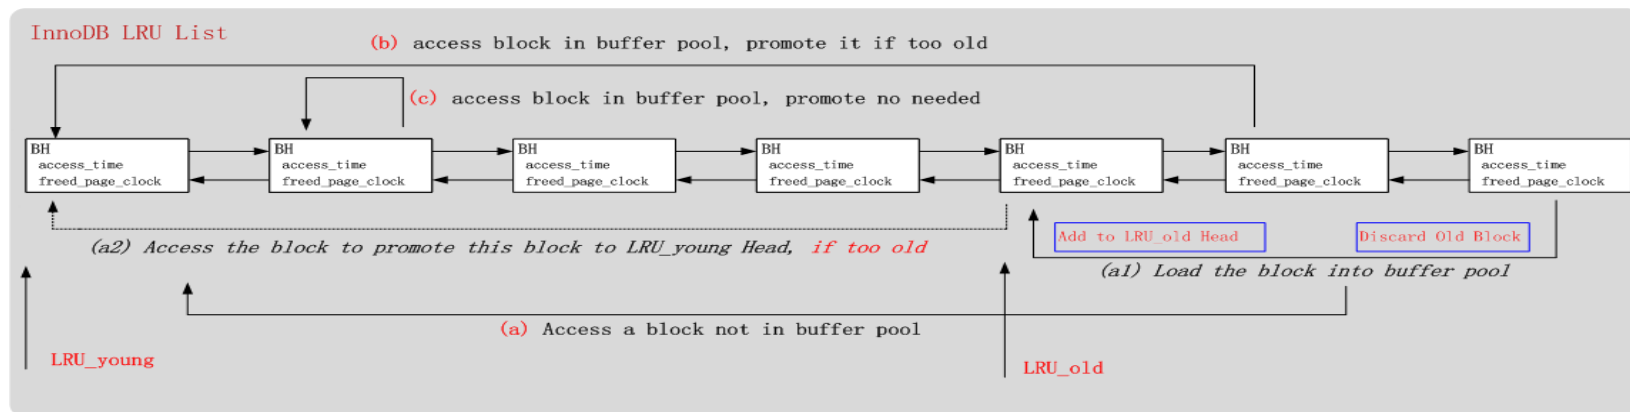 InnoDB LRU List
(b) access block in buffer pool, promote it if too old
(c) access block in buffer pool, promote no needed
BH
access_time
freed_page_clock
BH
access_time
freed_page_clock
BH
access_time
freed_page_clock
BH
access_time
freed_page_clock
BH
access_time
freed_page_clock
BH
access_time
freed_page_clock
BH
access_time
freed_page_clock
(a2) Access the block to promote this block to LRU_young Head, if too old
Add to LRU_old Head
Discard Old Block
(a1) Load the block into buffer pool
(a) Access a block not in buffer pool
LRU_young
LRU_old